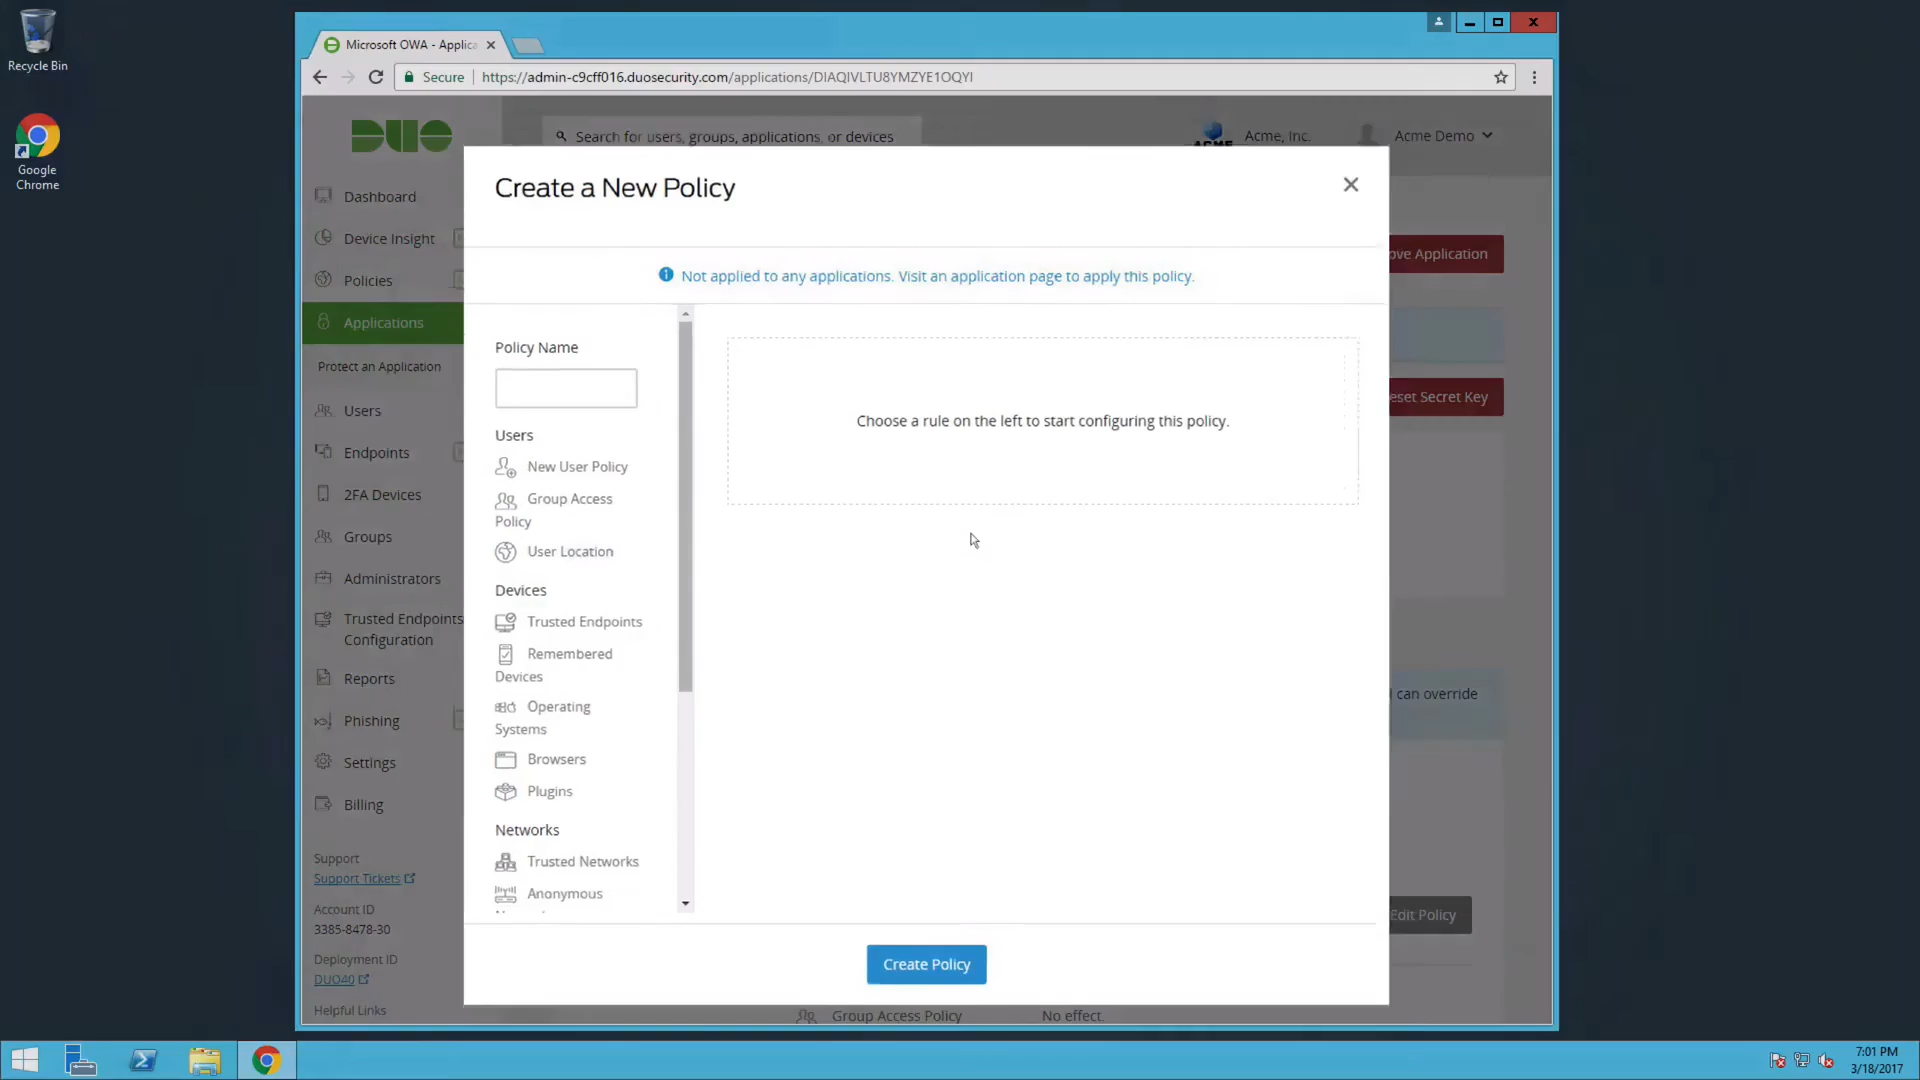 Recycle Bin
Google
Chrome
Microsoft OWA - Applica
Secure
https://admin-c9cff016.duosecurity.com/applications/DIAQIVLTU8YMZYE1OQYI
DUO
Search for users, groups, applications, or devices
ACME
Acme, Inc.
Acme Demo
Dashboard
Device Insight
Policies
Applications
Protect an Application
Users
Endpoints
2FA Devices
Groups
Administrators
Trusted Endpoints
Configuration
Reports
Phishing
Settings
Billing
Support
Support Tickets
Account ID
3385-8478-30
Deployment ID
DUO40
Helpful Links
Create a New Policy
Not applied to any applications. Visit an application page to apply this policy.
Policy Name
Users
New User Policy
Group Access
Policy
User Location
Devices
Trusted Endpoints
Remembered
Devices
Operating
Systems
Browsers
Plugins
Networks
Trusted Networks
Anonymous
Choose a rule on the left to start configuring this policy.
Create Policy
ove Application
eset Secret Key
can override
Edit Policy
Group Access Policy
No effect.
7:01 PM
3/18/2017